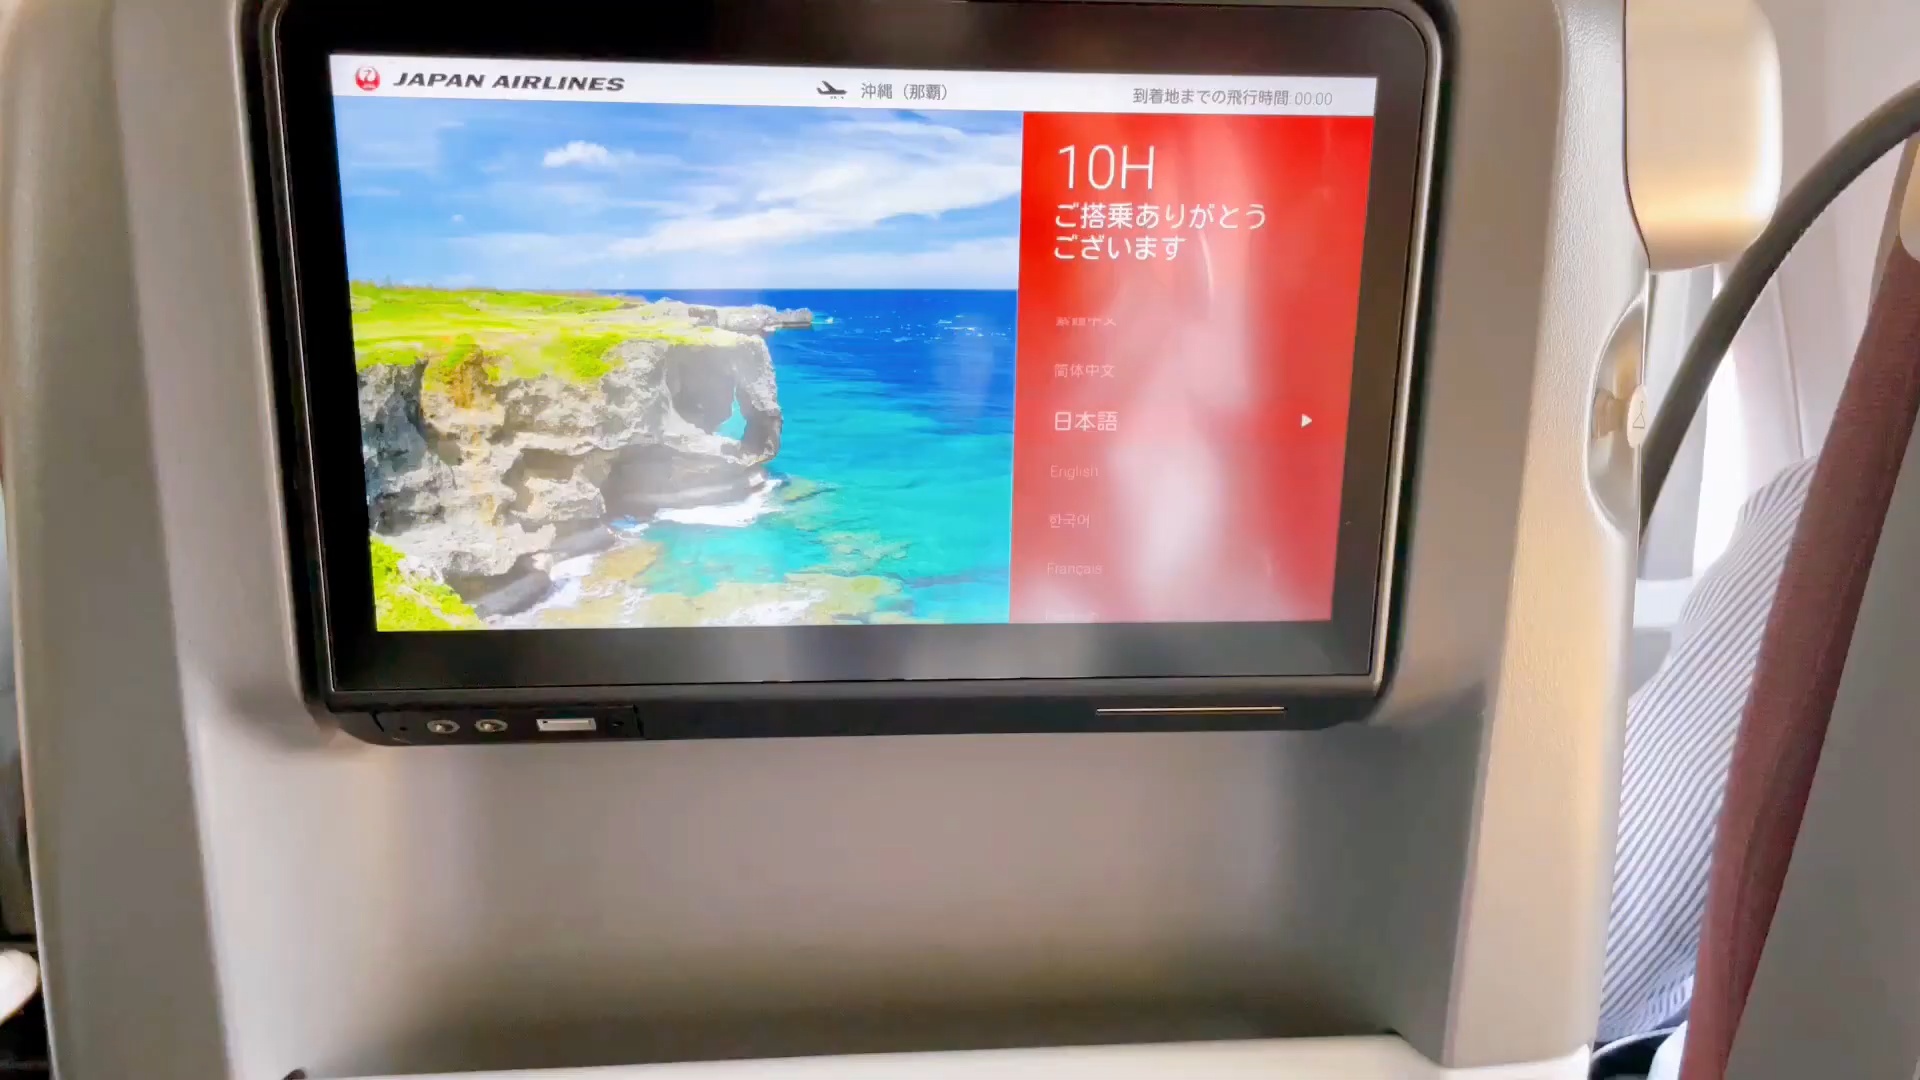 JAPAN AIRLINES
沖縄（那覇）
到着地までの飛行時間 00:00
10H
ご搭乗ありがとう
ございます
简体中文
日本語
English
한국어
Français